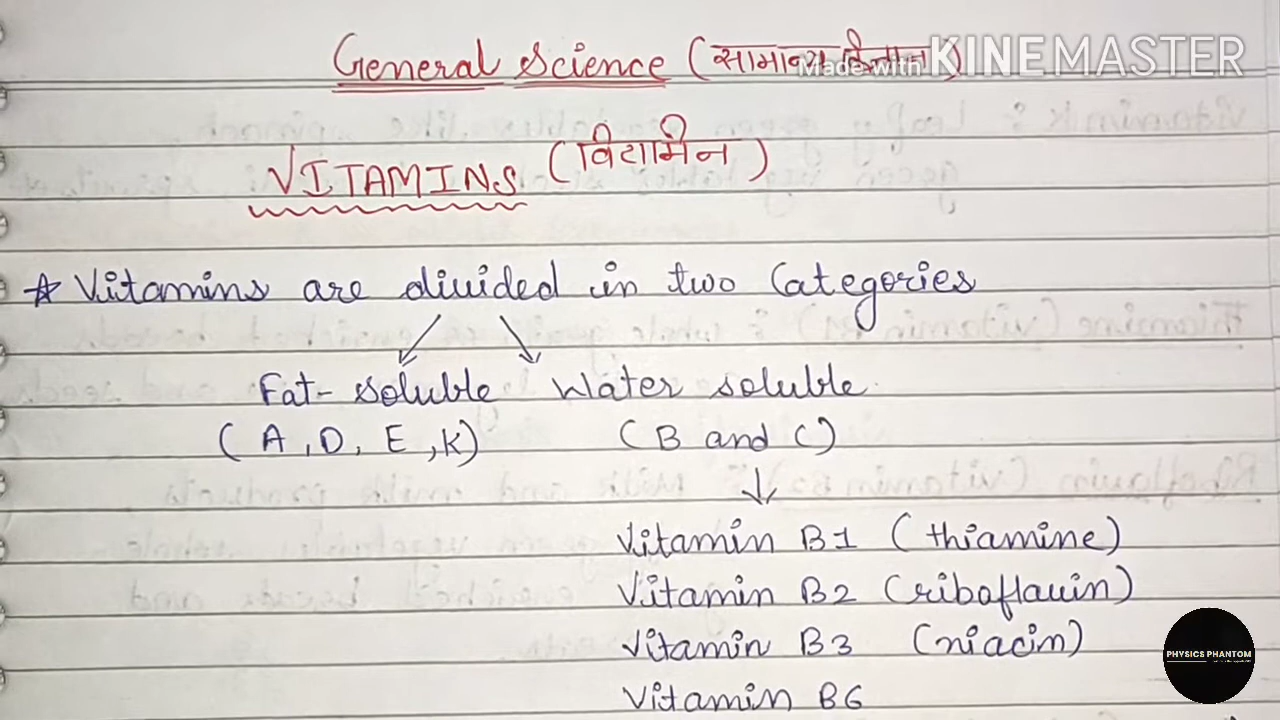 General Science (सामान्य विज्ञान)
Made with KINEMASTER
VITAMINS (विटामिन)
☆ Vitamins are divided in two Categories
Fat-soluble Water soluble
(A, D, E, K) (B and C)
Vitamin B1 (thiamine)
Vitamin B2 (riboflavin)
Vitamin B3 (niacin)
PHYSICS PHANTOM
Vitamin B6